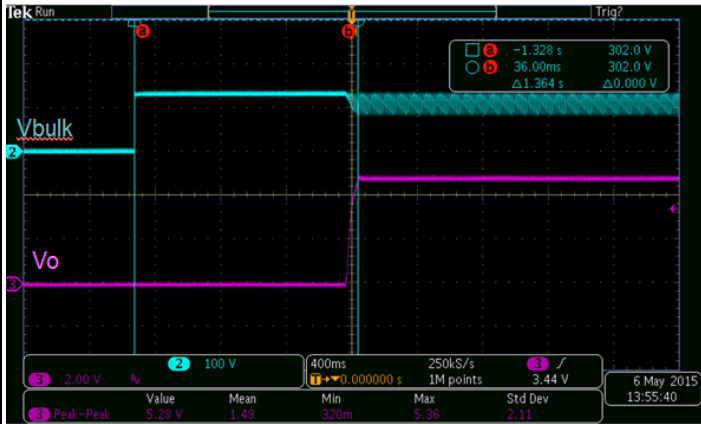 Tek Run Trig?
a b
a −1.328 s 302.0 V
b 36.00ms 302.0 V
△1.364 s △0.000 V
Vbulk
2
Vo
3
2 100 V 400ms 250kS/s 3 ∫
3 2.00 V T→▼0.000000 s 1M points 3.44 V
6 May 2015
13:55:40
Value Mean Min Max Std Dev
3 Peak-Peak 5.28 V 1.49 320m 5.36 2.11